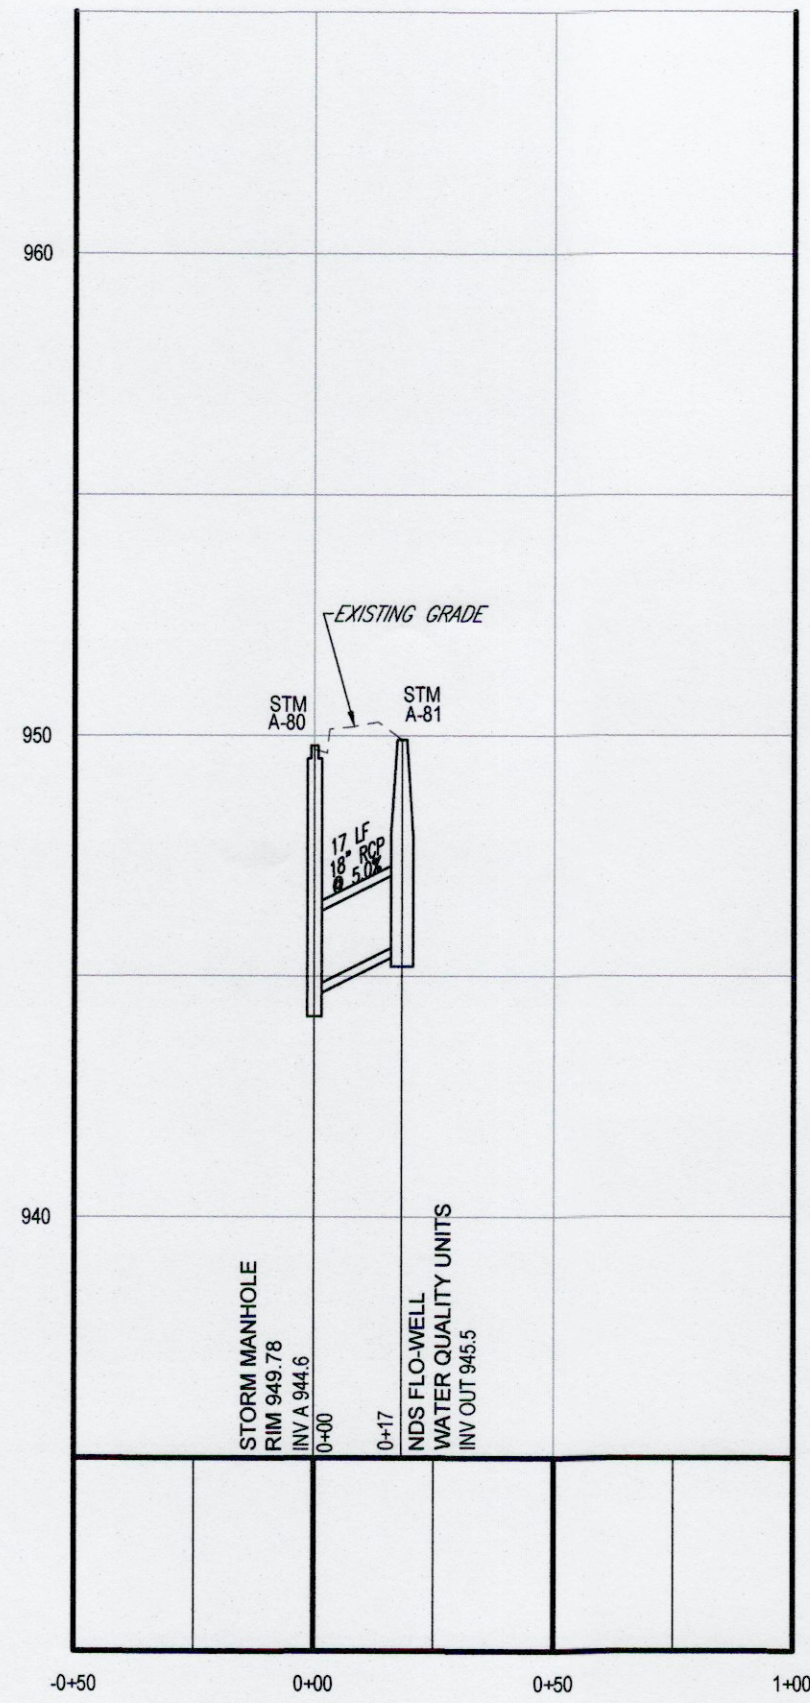 960
EXISTING GRADE
STM
A-80
STM
A-81
950
17 LF
18" RCP
@ 5.0%
940
STORM MANHOLE
RIM 949.78
INV A 944.6
0+00
0+17
NDS FLO-WELL
WATER QUALITY UNITS
INV OUT 945.5
-0+50
0+00
0+50
1+00